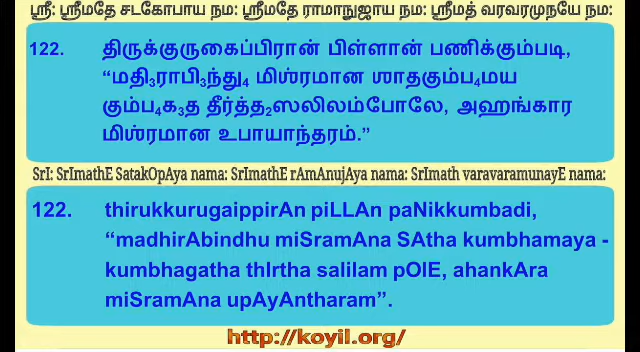 ஸ்ரீ: ஸ்ரீமதே சடகோபாய நம: ஸ்ரீமதே ராமாநுஜாய நம: ஸ்ரீமத் வரவரமுநயே நம:
122. திருக்குருகைப்பிரான் பிள்ளான் பணிக்கும்படி,
“மதி3ராபி3ந்து4 மிஶ்ரமான ஶாதகும்ப4மய
கும்ப4க3த தீர்த்த2ஸலிலம்போலே, அஹங்கார
மிஶ்ரமான உபாயாந்தரம்.”
SrI: SrImathE SatakOpAya nama: SrImathE rAmAnujAya nama: SrImath varavaramunayE nama:
122. thirukkurugaippirAn piLLAn paNikkumbadi,
“madhirAbindhu miSramAna SAtha kumbhamaya -
kumbhagatha thIrtha salilam pOlE, ahankAra
miSramAna upAyAntharam”.
http://koyil.org/